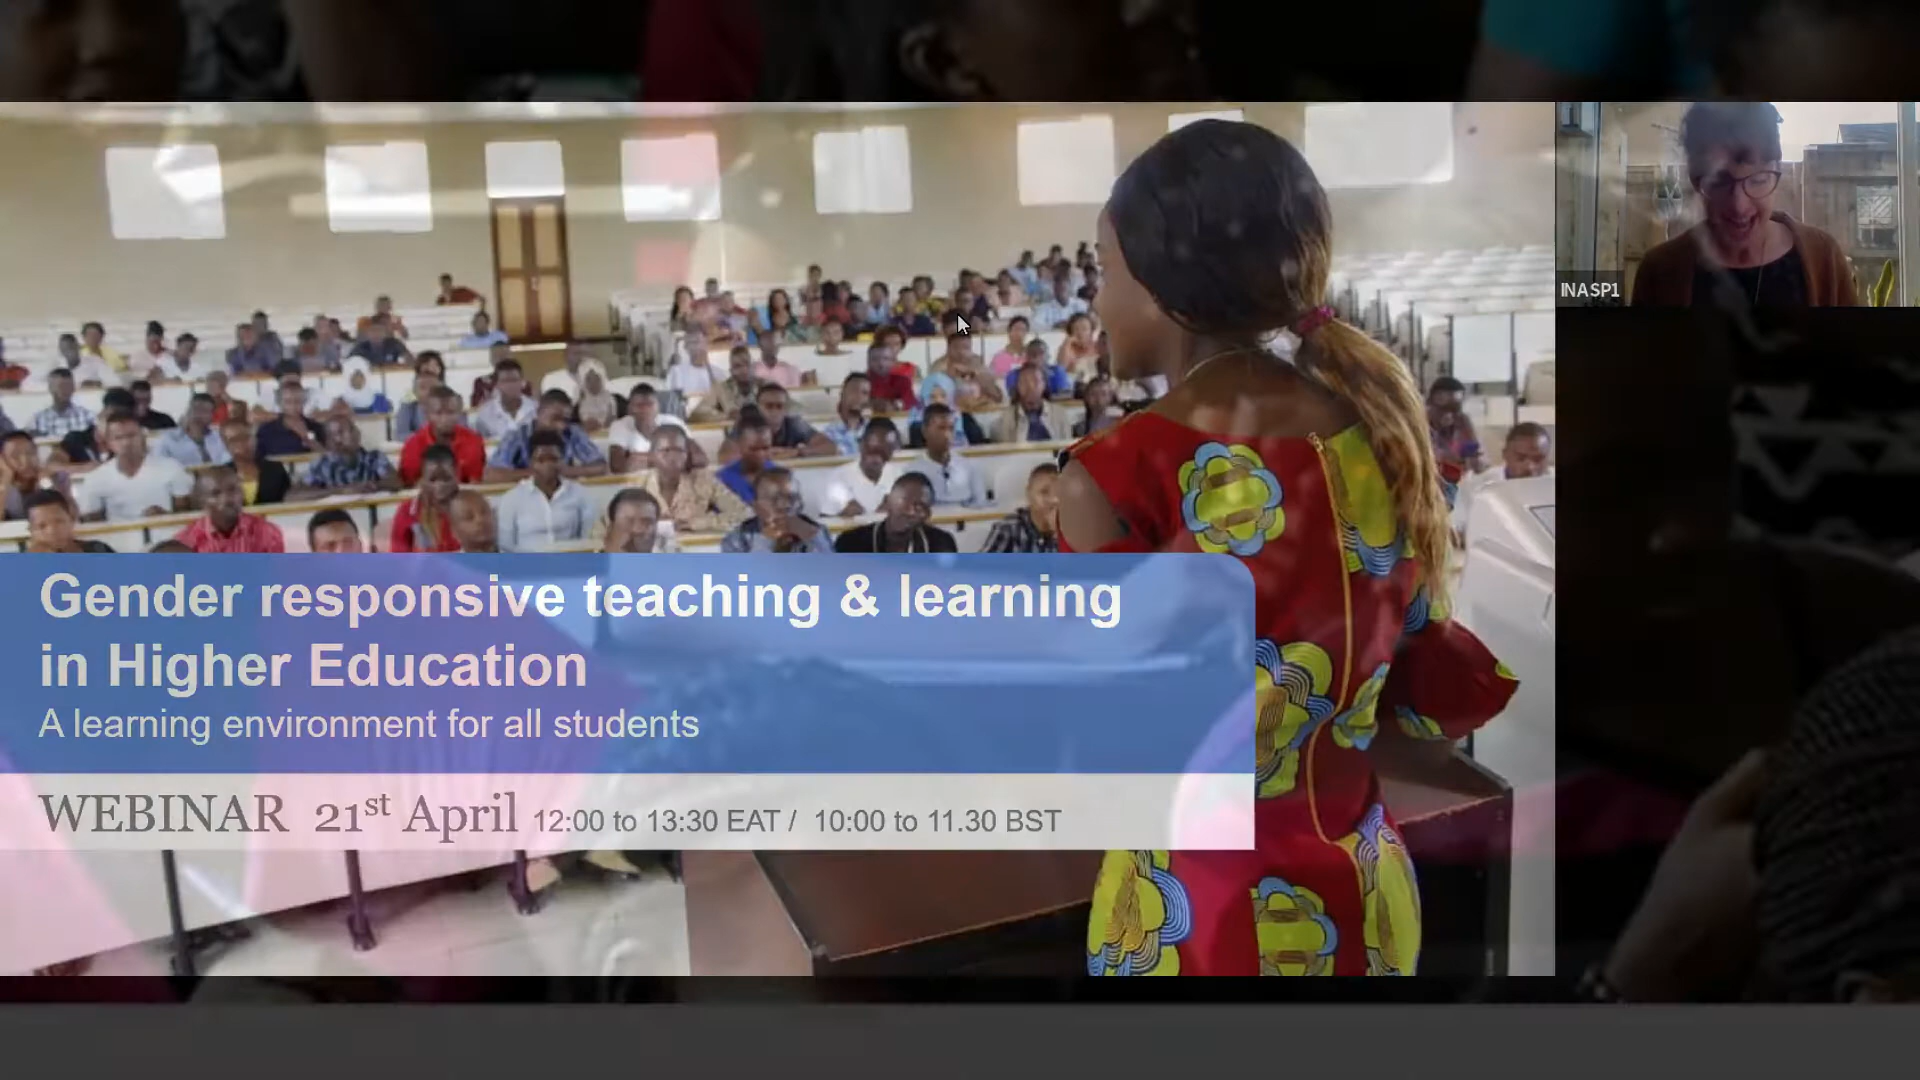 INASP1
Gender responsive teaching & learning
in Higher Education
A learning environment for all students
WEBINAR 21st April 12:00 to 13:30 EAT / 10:00 to 11.30 BST